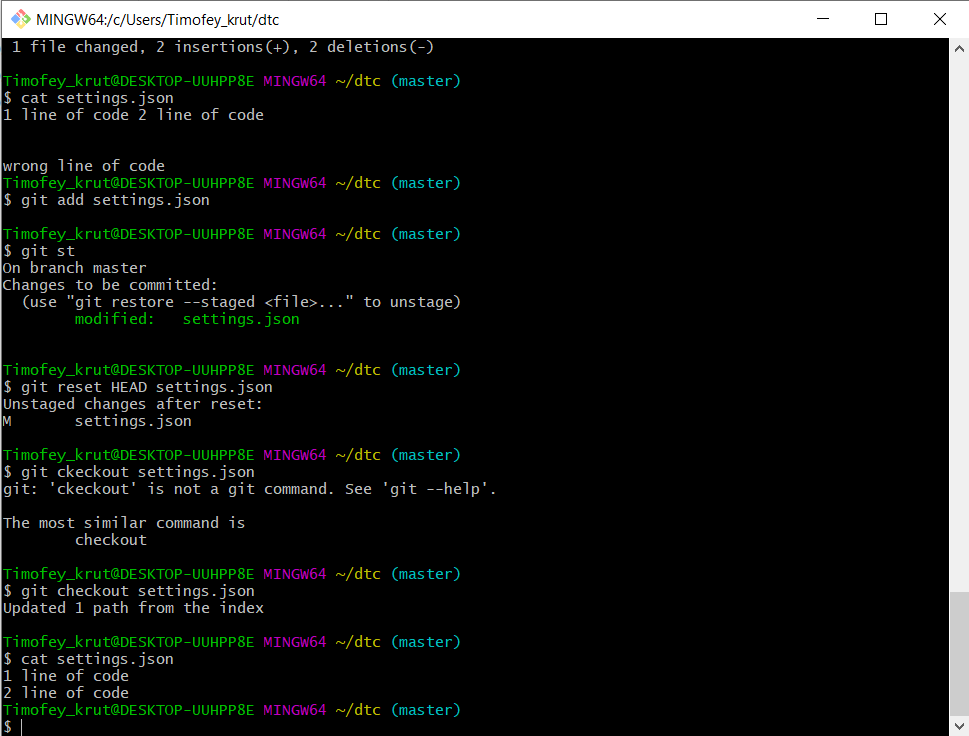 MINGW64:/c/Users/Timofey_krut/dtc
1 file changed, 2 insertions(+), 2 deletions(-)
Timofey_krut@DESKTOP-UUHPP8E MINGW64 ~/dtc (master)
$ cat settings.json
1 line of code 2 line of code
wrong line of code
Timofey_krut@DESKTOP-UUHPP8E MINGW64 ~/dtc (master)
$ git add settings.json
Timofey_krut@DESKTOP-UUHPP8E MINGW64 ~/dtc (master)
$ git st
On branch master
Changes to be committed:
  (use "git restore --staged <file>..." to unstage)
        modified:   settings.json
Timofey_krut@DESKTOP-UUHPP8E MINGW64 ~/dtc (master)
$ git reset HEAD settings.json
Unstaged changes after reset:
M       settings.json
Timofey_krut@DESKTOP-UUHPP8E MINGW64 ~/dtc (master)
$ git ckeckout settings.json
git: 'ckeckout' is not a git command. See 'git --help'.
The most similar command is
        checkout
Timofey_krut@DESKTOP-UUHPP8E MINGW64 ~/dtc (master)
$ git checkout settings.json
Updated 1 path from the index
Timofey_krut@DESKTOP-UUHPP8E MINGW64 ~/dtc (master)
$ cat settings.json
1 line of code
2 line of code
Timofey_krut@DESKTOP-UUHPP8E MINGW64 ~/dtc (master)
$